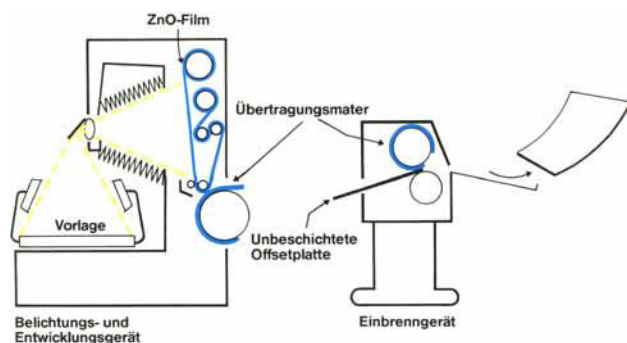 ZnO-Film
Übertragungsmater
Vorlage
Unbeschichtete
Offsetplatte
Belichtungs- und
Entwicklungsgerät
Einbrenngerät